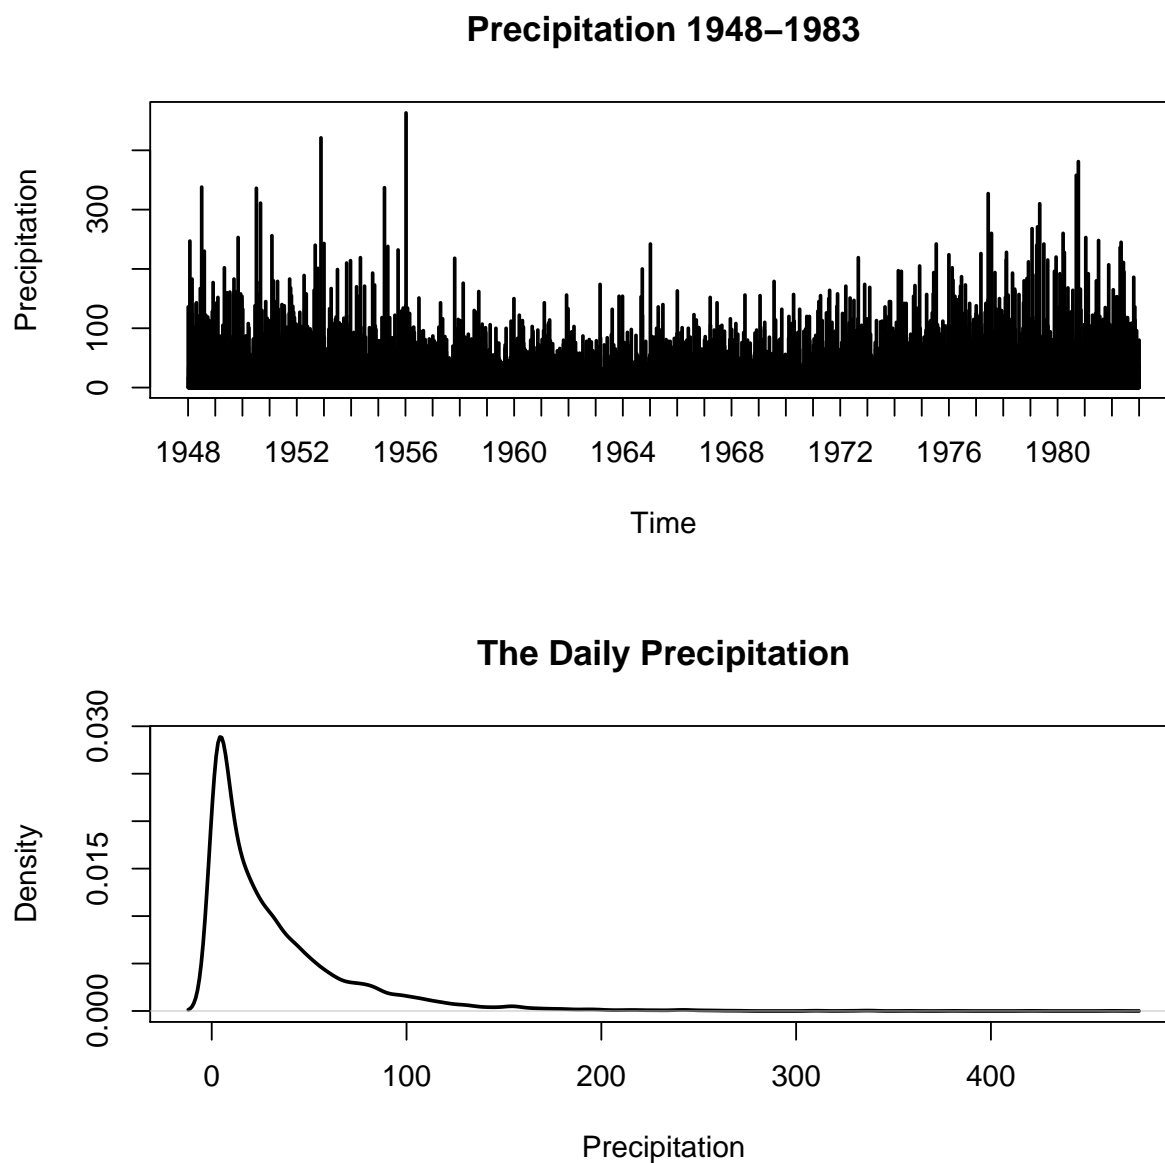 Precipitation 1948–1983
Precipitation
0 100 300
1948 1952 1956 1960 1964 1968 1972 1976 1980
Time
The Daily Precipitation
Density
0.000 0.015 0.030
0 100 200 300 400
Precipitation